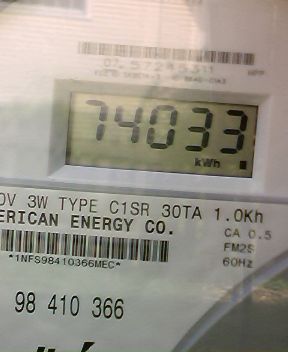 74033
kWh
0V 3W TYPE C1SR 30TA 1.0Kh
ERICAN ENERGY CO.
CA 0.5
FM2S
*1NFS98410366MEC*
60Hz
98 410 366